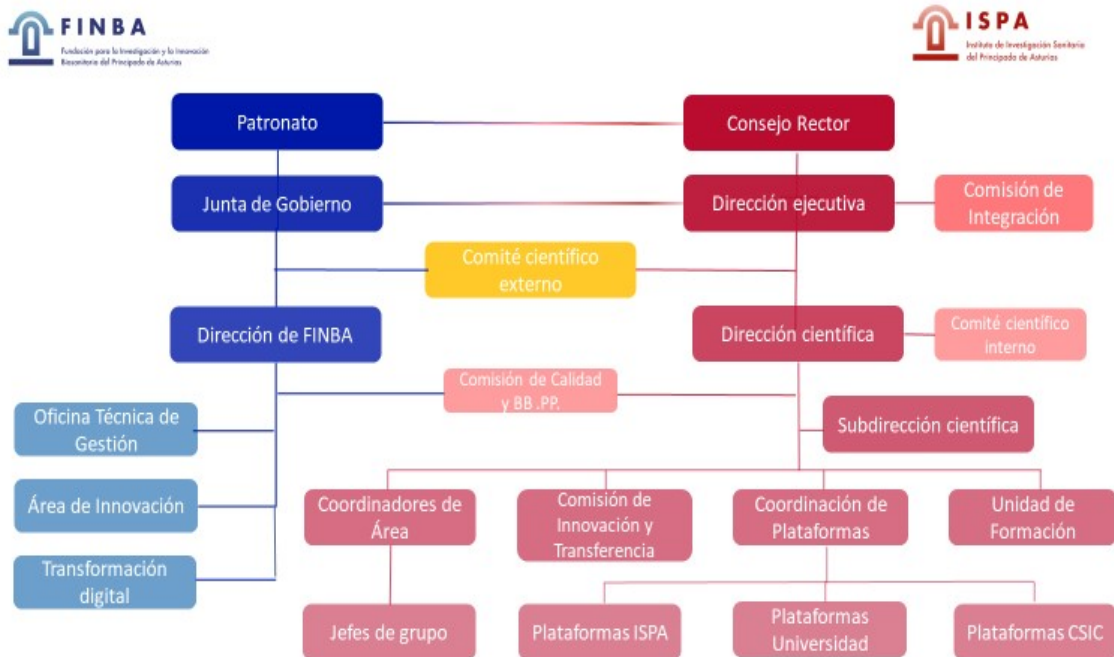 FINBA
Fundación para la Investigación y la Innovación
Biosanitaria del Principado de Asturias
ISPA
Instituto de Investigación Sanitaria
del Principado de Asturias
Patronato
Consejo Rector
Junta de Gobierno
Dirección ejecutiva
Comisión de
Integración
Comité científico
externo
Dirección de FINBA
Dirección científica
Comité científico
interno
Comisión de Calidad
y BB .PP.
Oficina Técnica de
Gestión
Subdirección científica
Área de Innovación
Coordinadores de
Área
Comisión de
Innovación y
Transferencia
Coordinación de
Plataformas
Unidad de
Formación
Transformación
digital
Jefes de grupo
Plataformas ISPA
Plataformas
Universidad
Plataformas CSIC